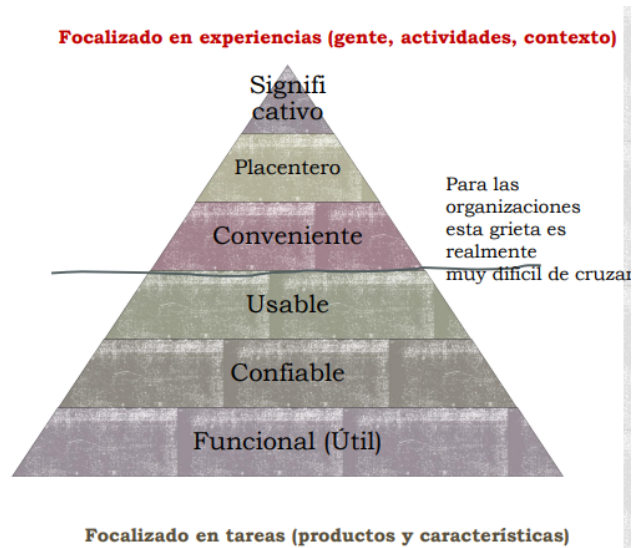 Focalizado en experiencias (gente, actividades, contexto)
Signifi
cativo
Placentero
Para las
organizaciones
esta grieta es
realmente
muy difícil de cruzar
Conveniente
Usable
Confiable
Funcional (Útil)
Focalizado en tareas (productos y características)